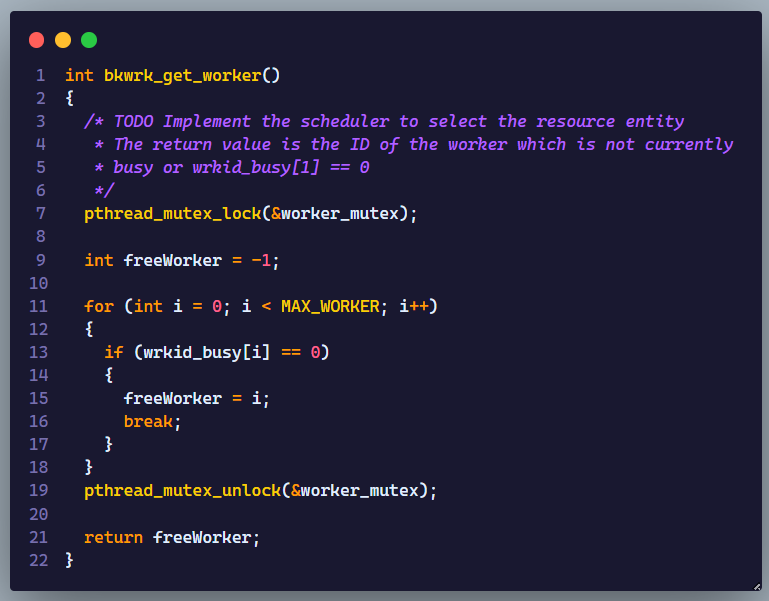 1 int bkwrk_get_worker()
2 {
3   /* TODO Implement the scheduler to select the resource entity
4    * The return value is the ID of the worker which is not currently
5    * busy or wrkid_busy[1] == 0
6    */
7   pthread_mutex_lock(&worker_mutex);
8
9   int freeWorker = -1;
10
11   for (int i = 0; i < MAX_WORKER; i++)
12   {
13     if (wrkid_busy[i] == 0)
14     {
15       freeWorker = i;
16       break;
17     }
18   }
19   pthread_mutex_unlock(&worker_mutex);
20
21   return freeWorker;
22 }